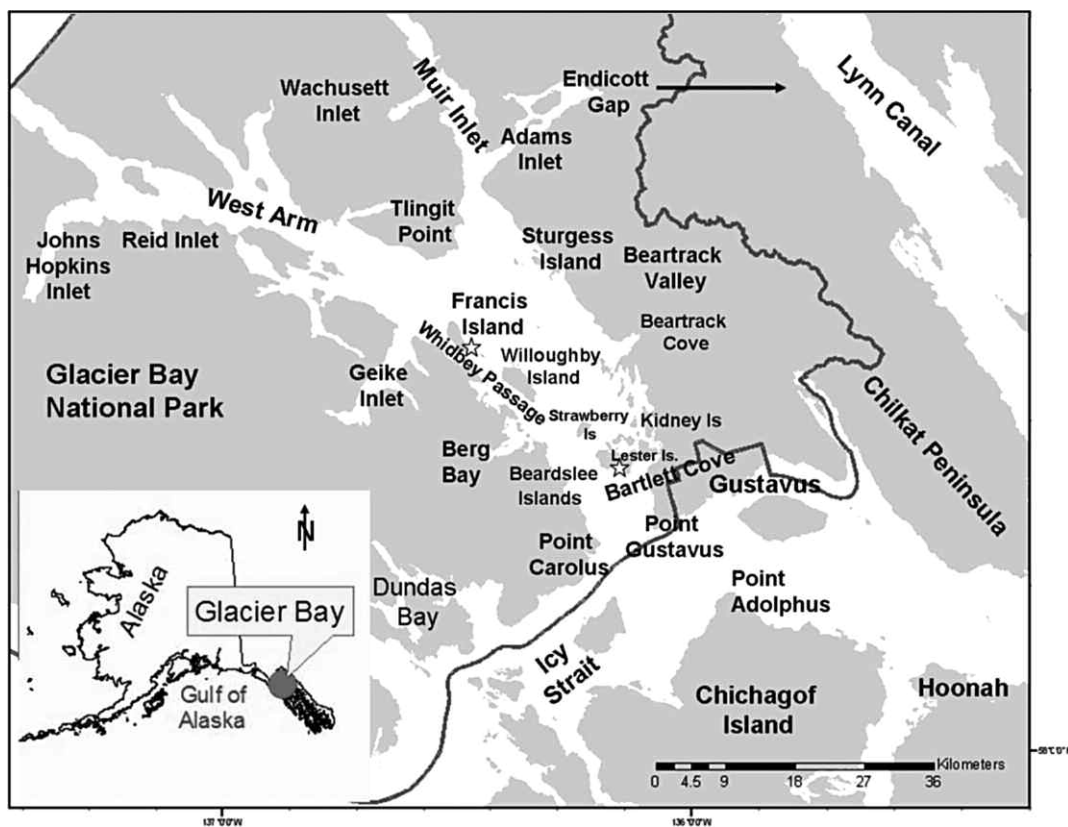 Wachusett
Inlet
Muir Inlet
Endicott
Gap
Lynn Canal
Adams
Inlet
West Arm
Tlingit
Point
Johns
Hopkins
Inlet
Reid Inlet
Sturgess
Island
Beartrack
Valley
Francis
Island
Beartrack
Cove
Whidbey Passage
Willoughby
Island
Glacier Bay
National Park
Geike
Inlet
Strawberry
Is
Kidney Is
Chilkat Peninsula
Berg
Bay
Lester Is.
Beardslee
Islands
Bartlett Cove
Gustavus
Point
Gustavus
Point
Carolus
Point
Adolphus
Dundas
Bay
Icy
Strait
Chichagof
Island
Hoonah
N
Alaska
Glacier Bay
Gulf of
Alaska
Kilometers
0 4.5 9 18 27 36
137°0'0"W
136°0'0"W